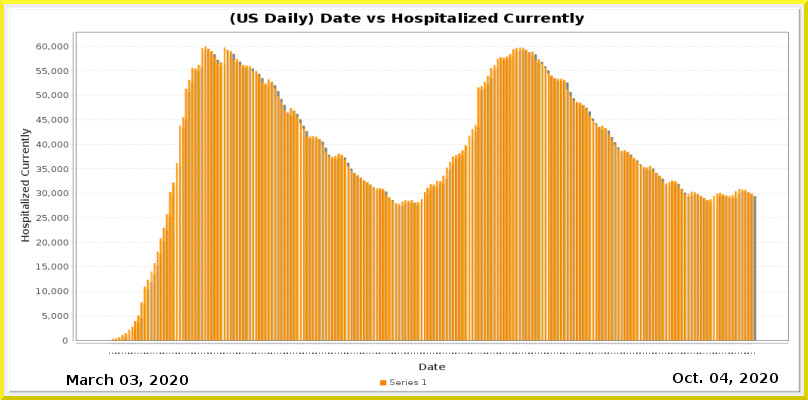 (US Daily) Date vs Hospitalized Currently
60,000
55,000
50,000
45,000
40,000
35,000
30,000
25,000
20,000
15,000
10,000
5,000
0
Hospitalized Currently
Date
March 03, 2020
Oct. 04, 2020
Series 1